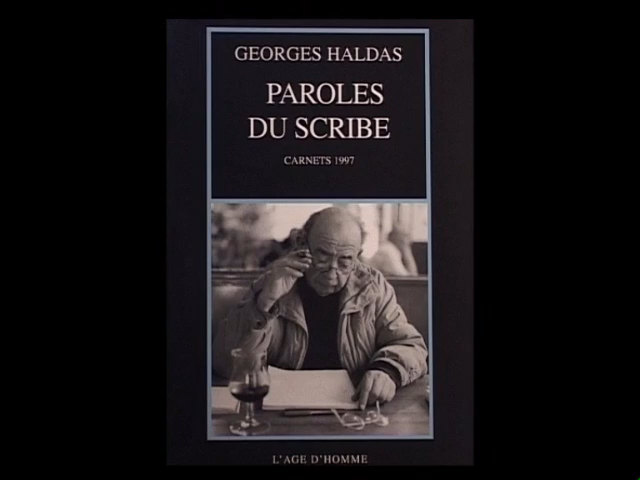 GEORGES HALDAS
PAROLES
DU SCRIBE
CARNETS 1997
L'AGE D'HOMME